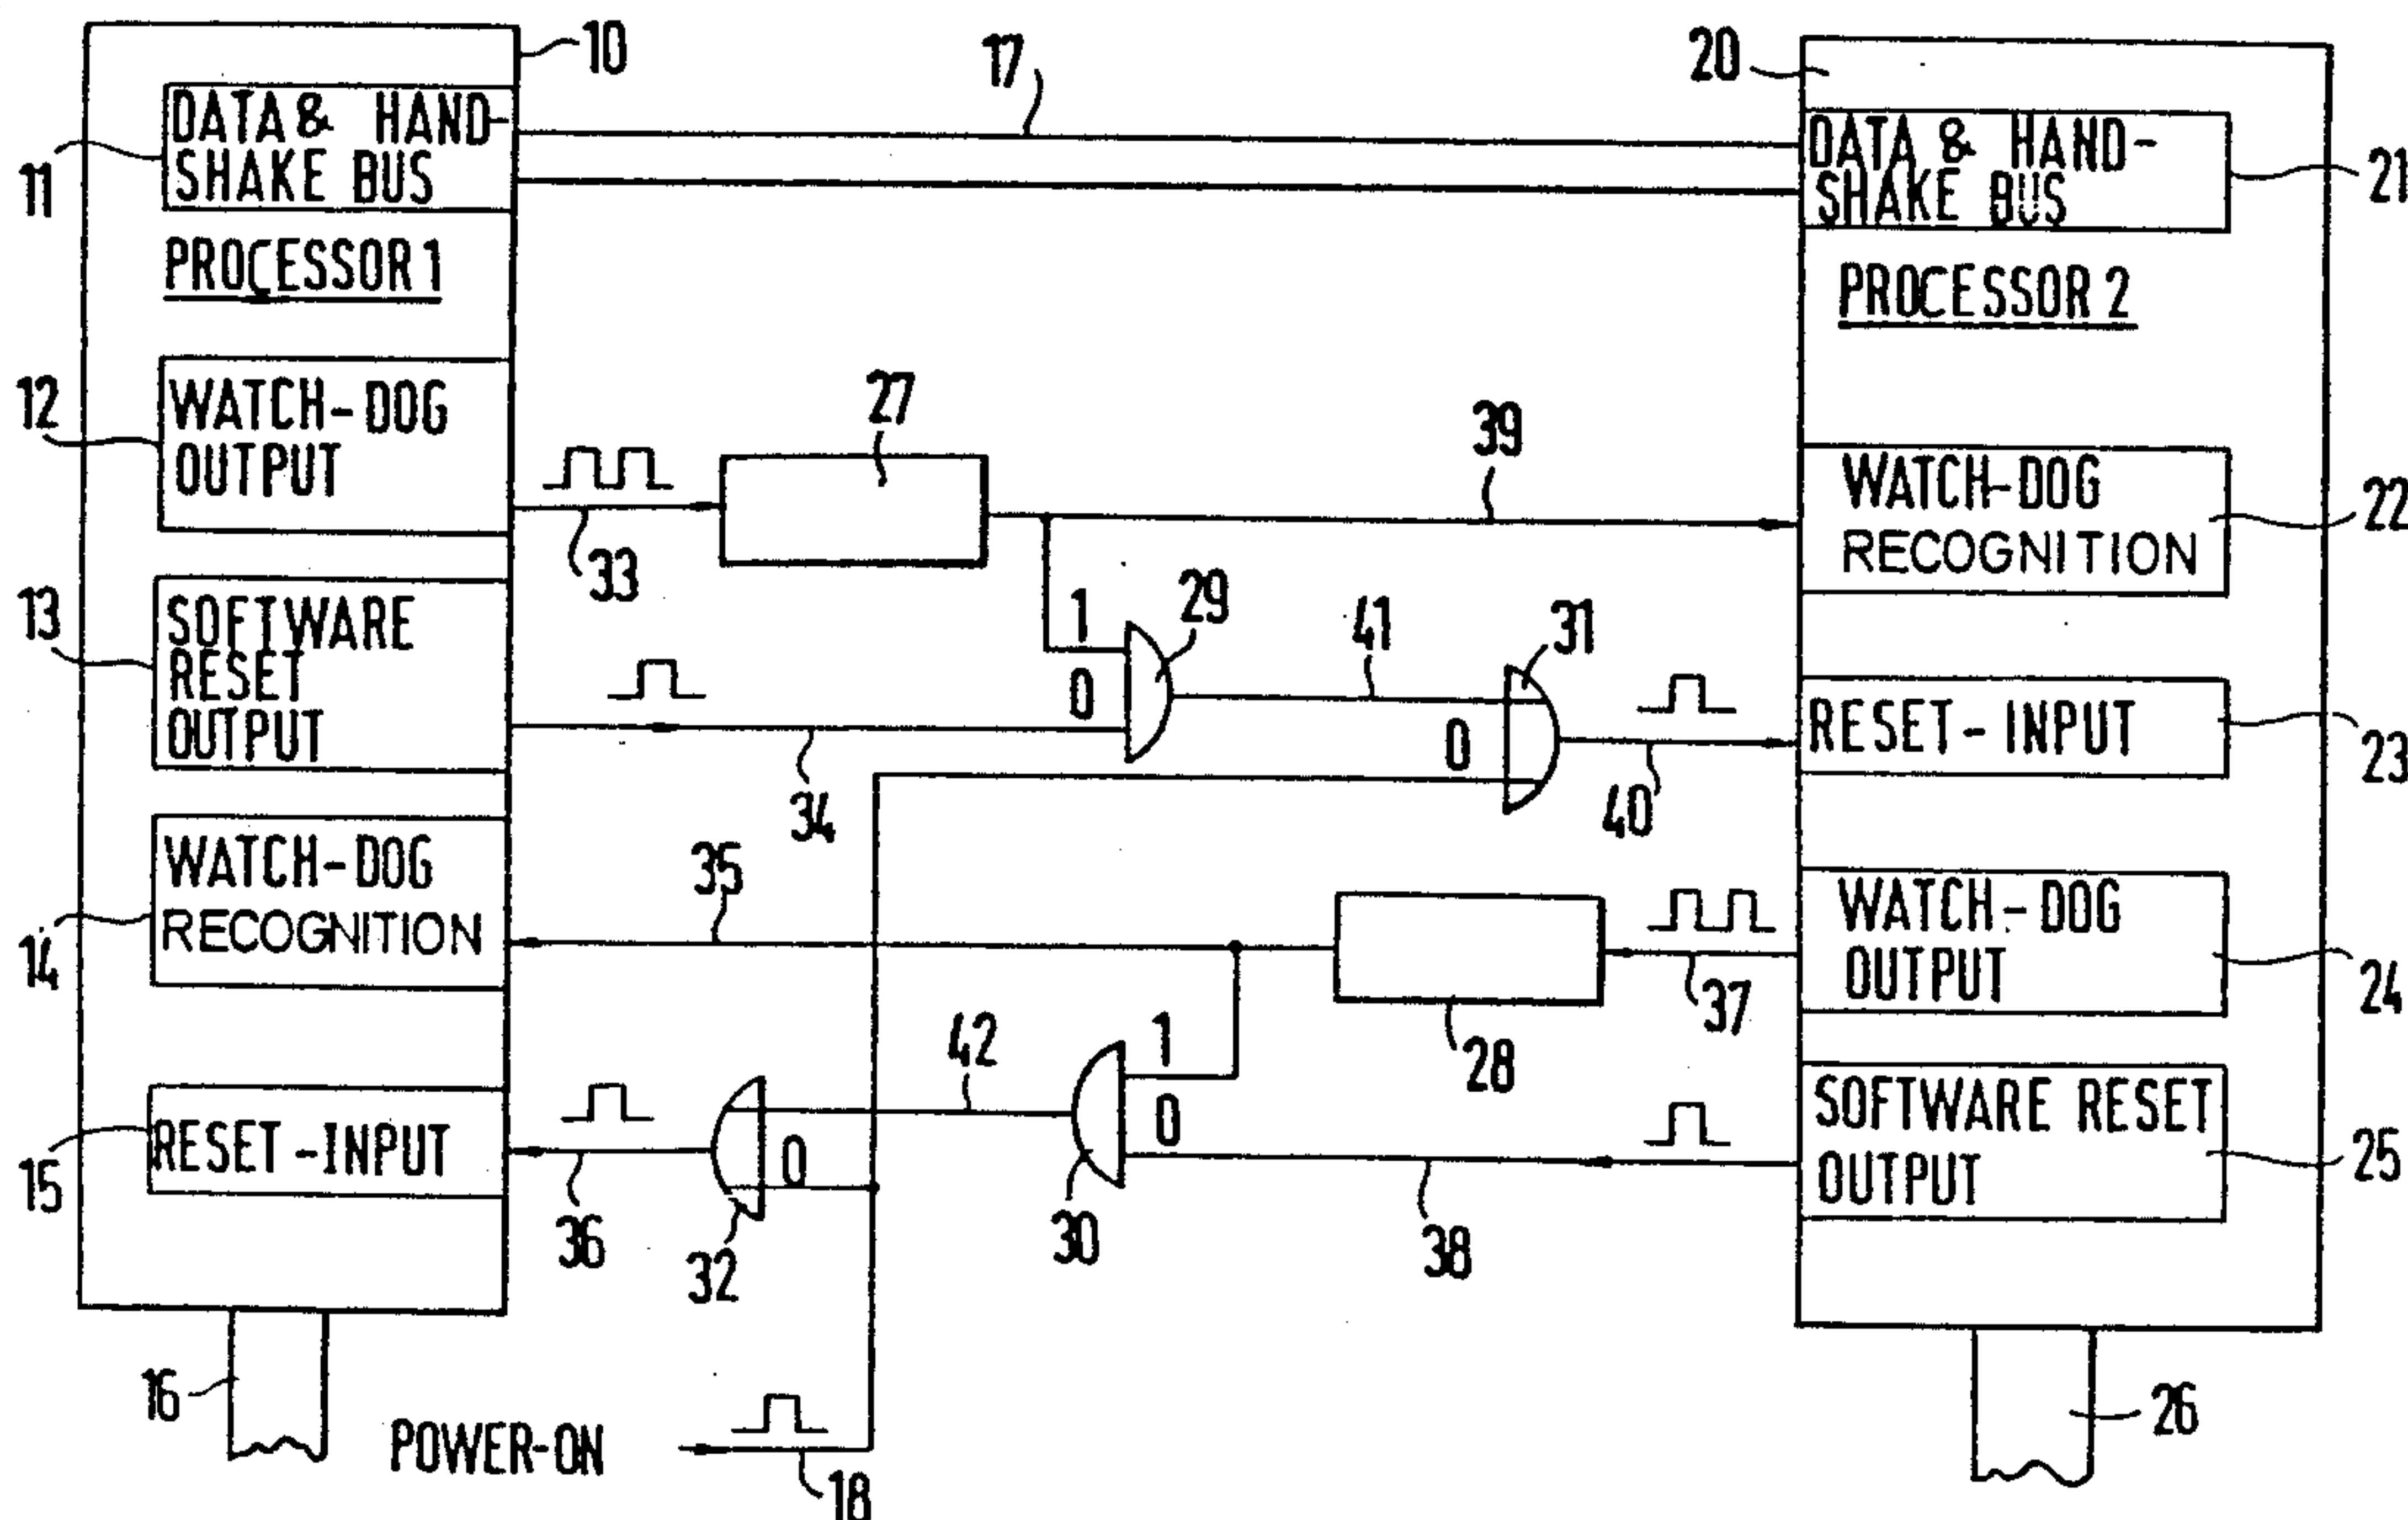 10
17
20
DATA & HAND-
SHAKE BUS
11
DATA & HAND-
SHAKE BUS
21
PROCESSOR 1
PROCESSOR 2
12
WATCH-DOG
OUTPUT
27
39
WATCH-DOG
RECOGNITION
22
33
13
SOFTWARE
RESET
OUTPUT
1
0
29
41
31
0
34
40
RESET-INPUT
23
WATCH-DOG
RECOGNITION
14
35
28
37
WATCH-DOG
OUTPUT
24
42
1
0
RESET-INPUT
15
36
32
0
30
38
SOFTWARE RESET
OUTPUT
25
16
POWER-ON
18
26